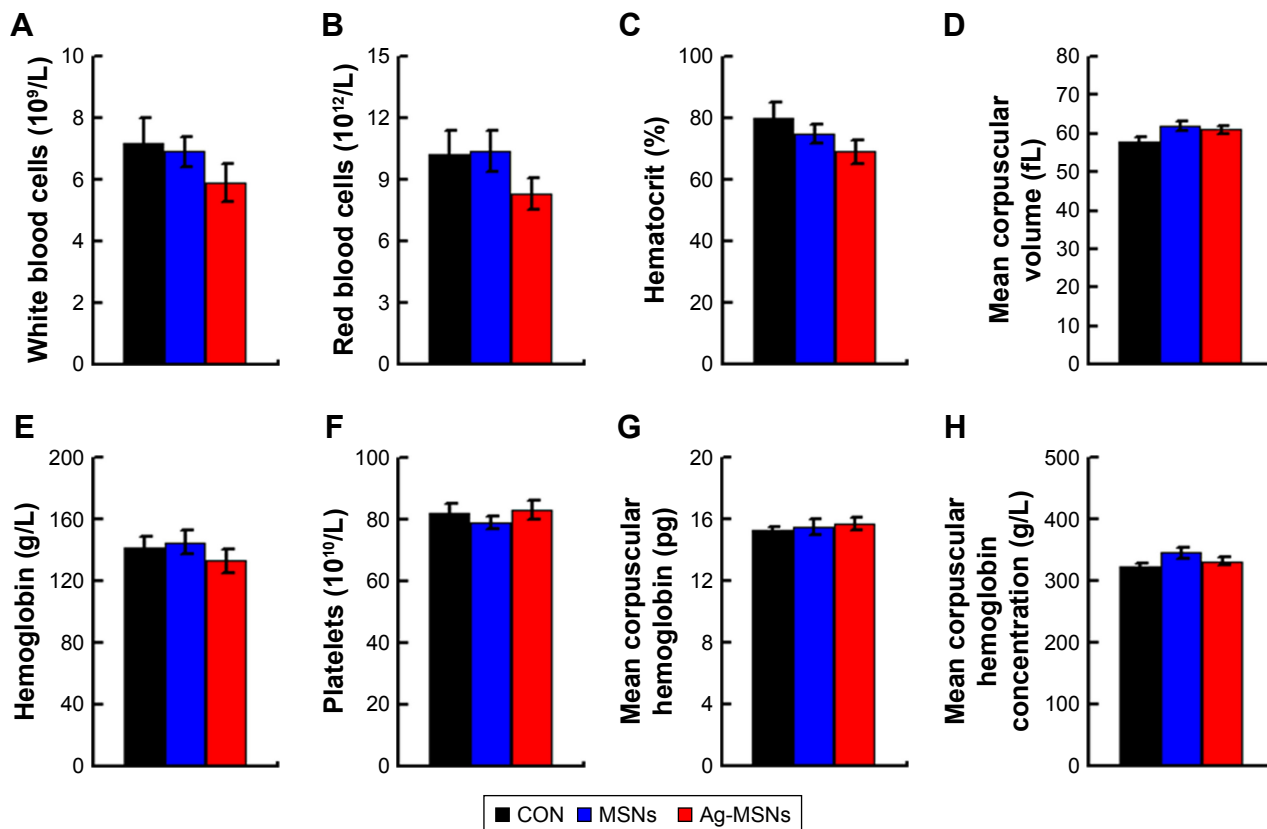 A
White blood cells (10⁹/L)
10
8
6
4
2
0
B
Red blood cells (10¹²/L)
15
12
9
6
3
0
C
Hematocrit (%)
100
80
60
40
20
0
D
Mean corpuscular
volume (fL)
80
70
60
50
40
30
20
10
0
E
Hemoglobin (g/L)
200
160
120
80
40
0
F
Platelets (10¹⁰/L)
100
80
60
40
20
0
G
Mean corpuscular
hemoglobin (pg)
20
16
12
8
4
0
H
Mean corpuscular
hemoglobin
concentration (g/L)
500
400
300
200
100
0
CON MSNs Ag-MSNs